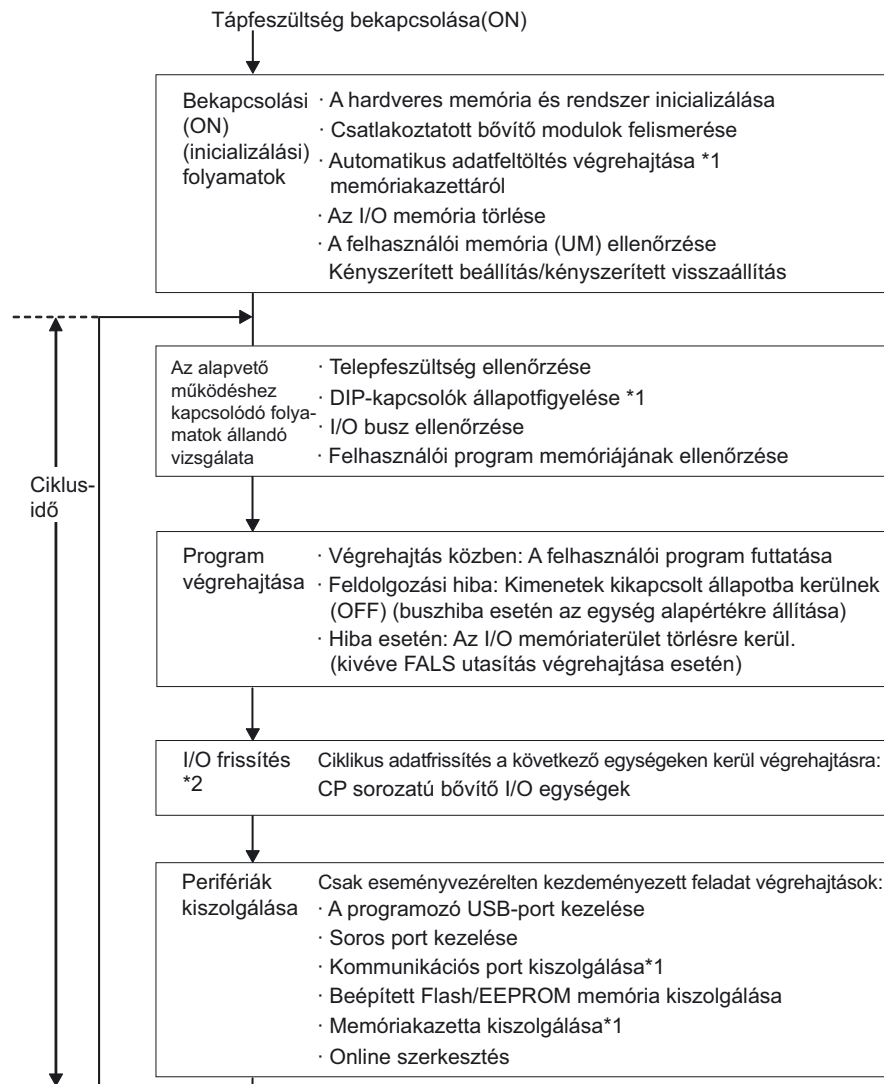 Tápfeszültség bekapcsolása(ON)
Bekapcsolási
(ON)
(inicializálási)
folyamatok
· A hardveres memória és rendszer inicializálása
· Csatlakoztatott bővítő modulok felismerése
· Automatikus adatfeltöltés végrehajtása *1
memóriakazettáról
· Az I/O memória törlése
· A felhasználói memória (UM) ellenőrzése
Kényszerített beállítás/kényszerített visszaállítás
Ciklus-
idő
Az alapvető
működéshez
kapcsolódó folya-
matok állandó
vizsgálata
· Telepfeszültség ellenőrzése
· DIP-kapcsolók állapotfigyelése *1
· I/O busz ellenőrzése
· Felhasználói program memóriájának ellenőrzése
Program
végrehajtása
· Végrehajtás közben: A felhasználói program futtatása
· Feldolgozási hiba: Kimenetek kikapcsolt állapotba kerülnek
(OFF) (buszhiba esetén az egység alapértékre állítása)
· Hiba esetén: Az I/O memóriaterület törlésre kerül.
(kivéve FALS utasítás végrehajtása esetén)
I/O frissítés
*2
Ciklikus adatfrissítés a következő egységeken kerül végrehajtásra:
CP sorozatú bővítő I/O egységek
Perifériák
kiszolgálása
Csak eseményvezérelten kezdeményezett feladat végrehajtások:
· A programozó USB-port kezelése
· Soros port kezelése
· Kommunikációs port kiszolgálása*1
· Beépített Flash/EEPROM memória kiszolgálása
· Memóriakazetta kiszolgálása*1
· Online szerkesztés